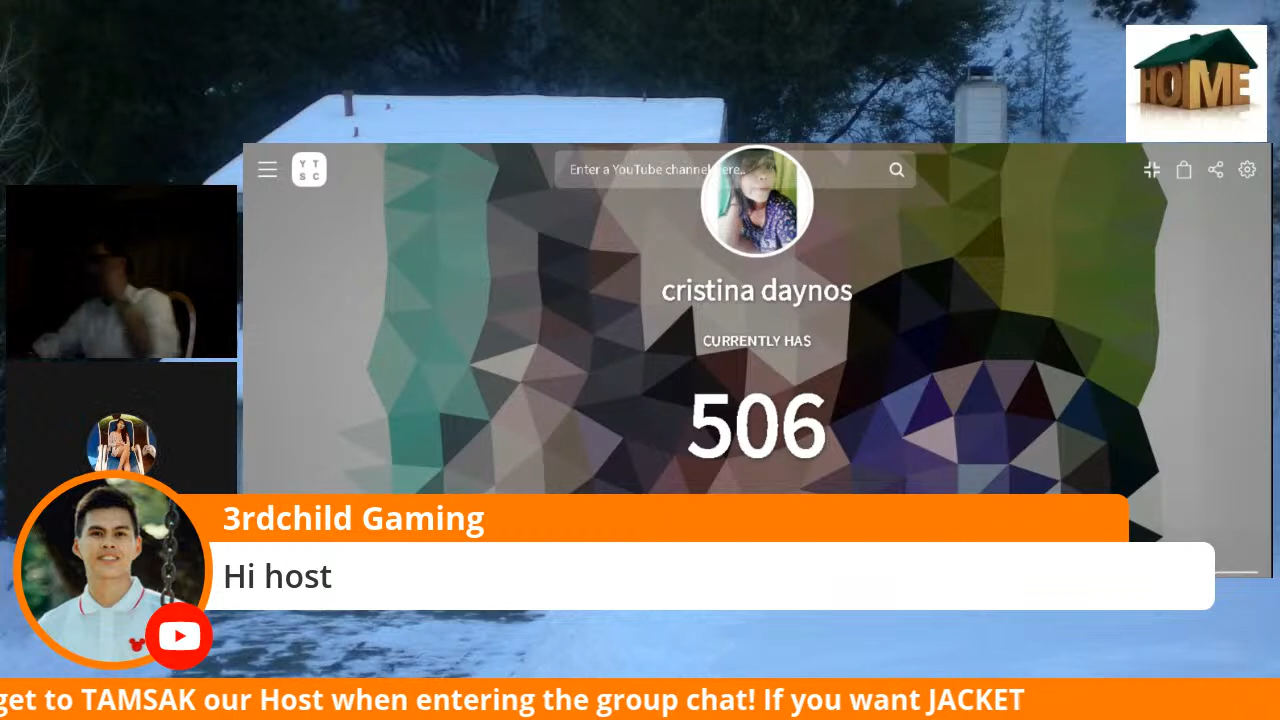 HOME
YT
SC
Enter a YouTube channel here..
cristina daynos
CURRENTLY HAS
506
3rdchild Gaming
Hi host
get to TAMSAK our Host when entering the group chat! If you want JACKET